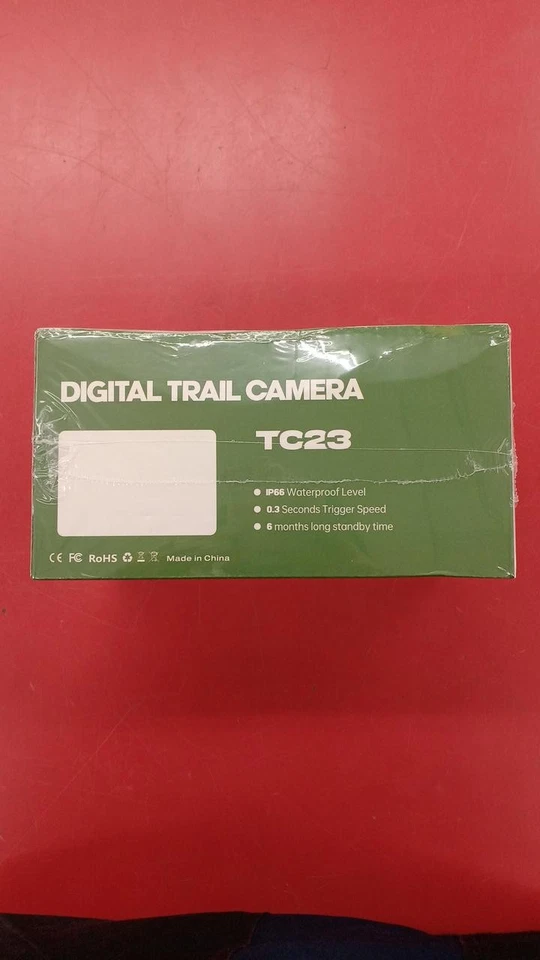 DIGITAL TRAIL CAMERA
TC23
IP66 Waterproof Level
0.3 Seconds Trigger Speed
6 months long standby time
CE FC RoHS Made in China